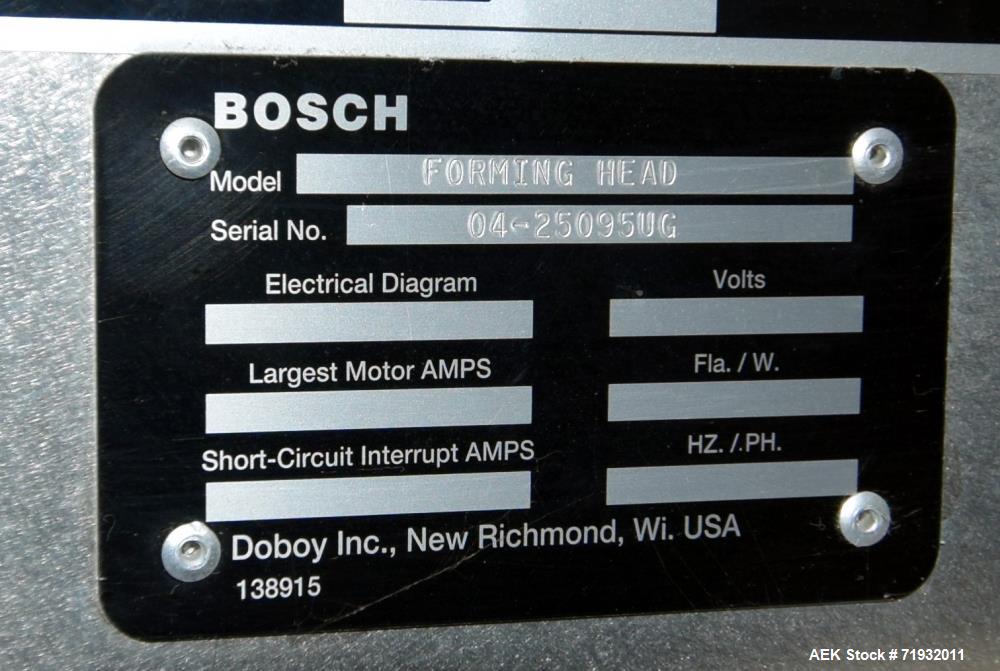 BOSCH
Model FORMING HEAD
Serial No. 04-25095UG
Electrical Diagram Volts
Largest Motor AMPS Fla. / W.
Short-Circuit Interrupt AMPS HZ. /.PH.
Doboy Inc., New Richmond, Wi. USA
138915
AEK Stock #71932011